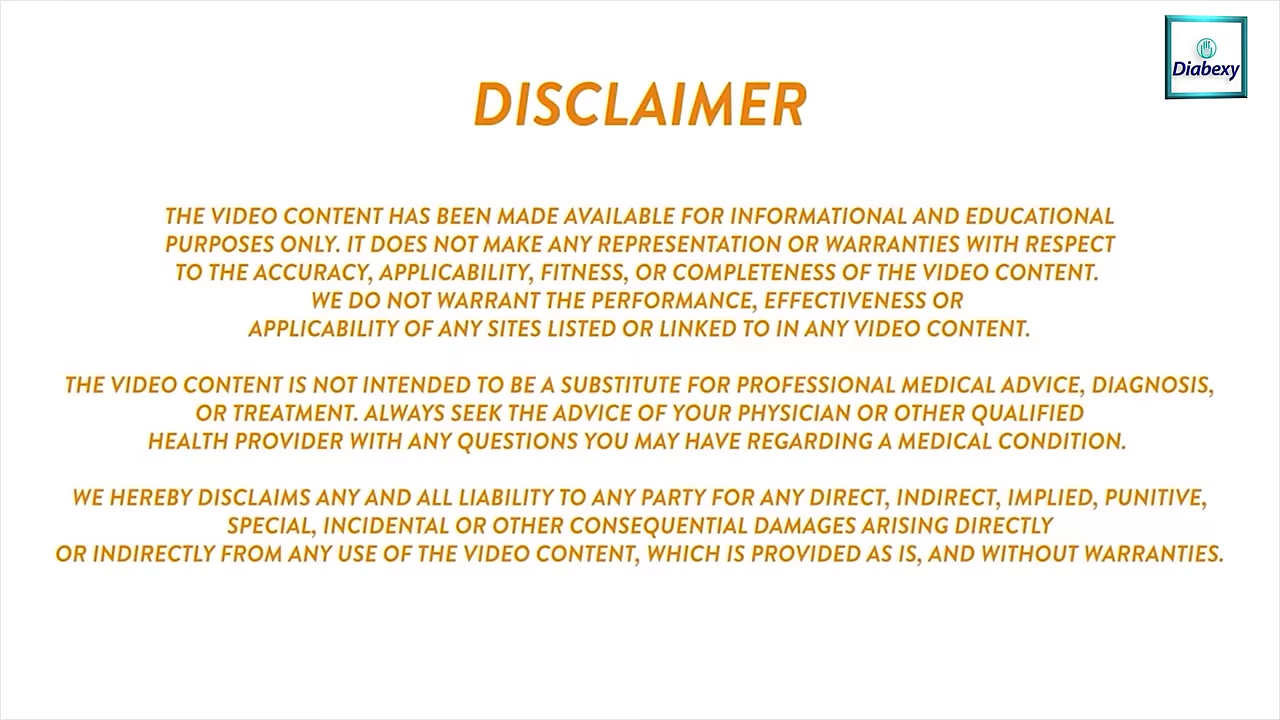 Diabexy
DISCLAIMER
THE VIDEO CONTENT HAS BEEN MADE AVAILABLE FOR INFORMATIONAL AND EDUCATIONAL
PURPOSES ONLY. IT DOES NOT MAKE ANY REPRESENTATION OR WARRANTIES WITH RESPECT
TO THE ACCURACY, APPLICABILITY, FITNESS, OR COMPLETENESS OF THE VIDEO CONTENT.
WE DO NOT WARRANT THE PERFORMANCE, EFFECTIVENESS OR
APPLICABILITY OF ANY SITES LISTED OR LINKED TO IN ANY VIDEO CONTENT.
THE VIDEO CONTENT IS NOT INTENDED TO BE A SUBSTITUTE FOR PROFESSIONAL MEDICAL ADVICE, DIAGNOSIS,
OR TREATMENT. ALWAYS SEEK THE ADVICE OF YOUR PHYSICIAN OR OTHER QUALIFIED
HEALTH PROVIDER WITH ANY QUESTIONS YOU MAY HAVE REGARDING A MEDICAL CONDITION.
WE HEREBY DISCLAIMS ANY AND ALL LIABILITY TO ANY PARTY FOR ANY DIRECT, INDIRECT, IMPLIED, PUNITIVE,
SPECIAL, INCIDENTAL OR OTHER CONSEQUENTIAL DAMAGES ARISING DIRECTLY
OR INDIRECTLY FROM ANY USE OF THE VIDEO CONTENT, WHICH IS PROVIDED AS IS, AND WITHOUT WARRANTIES.